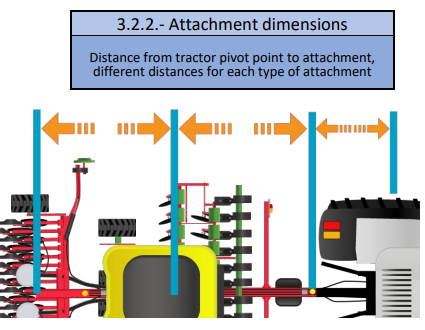 3.2.2.- Attachment dimensions
Distance from tractor pivot point to attachment,
different distances for each type of attachment